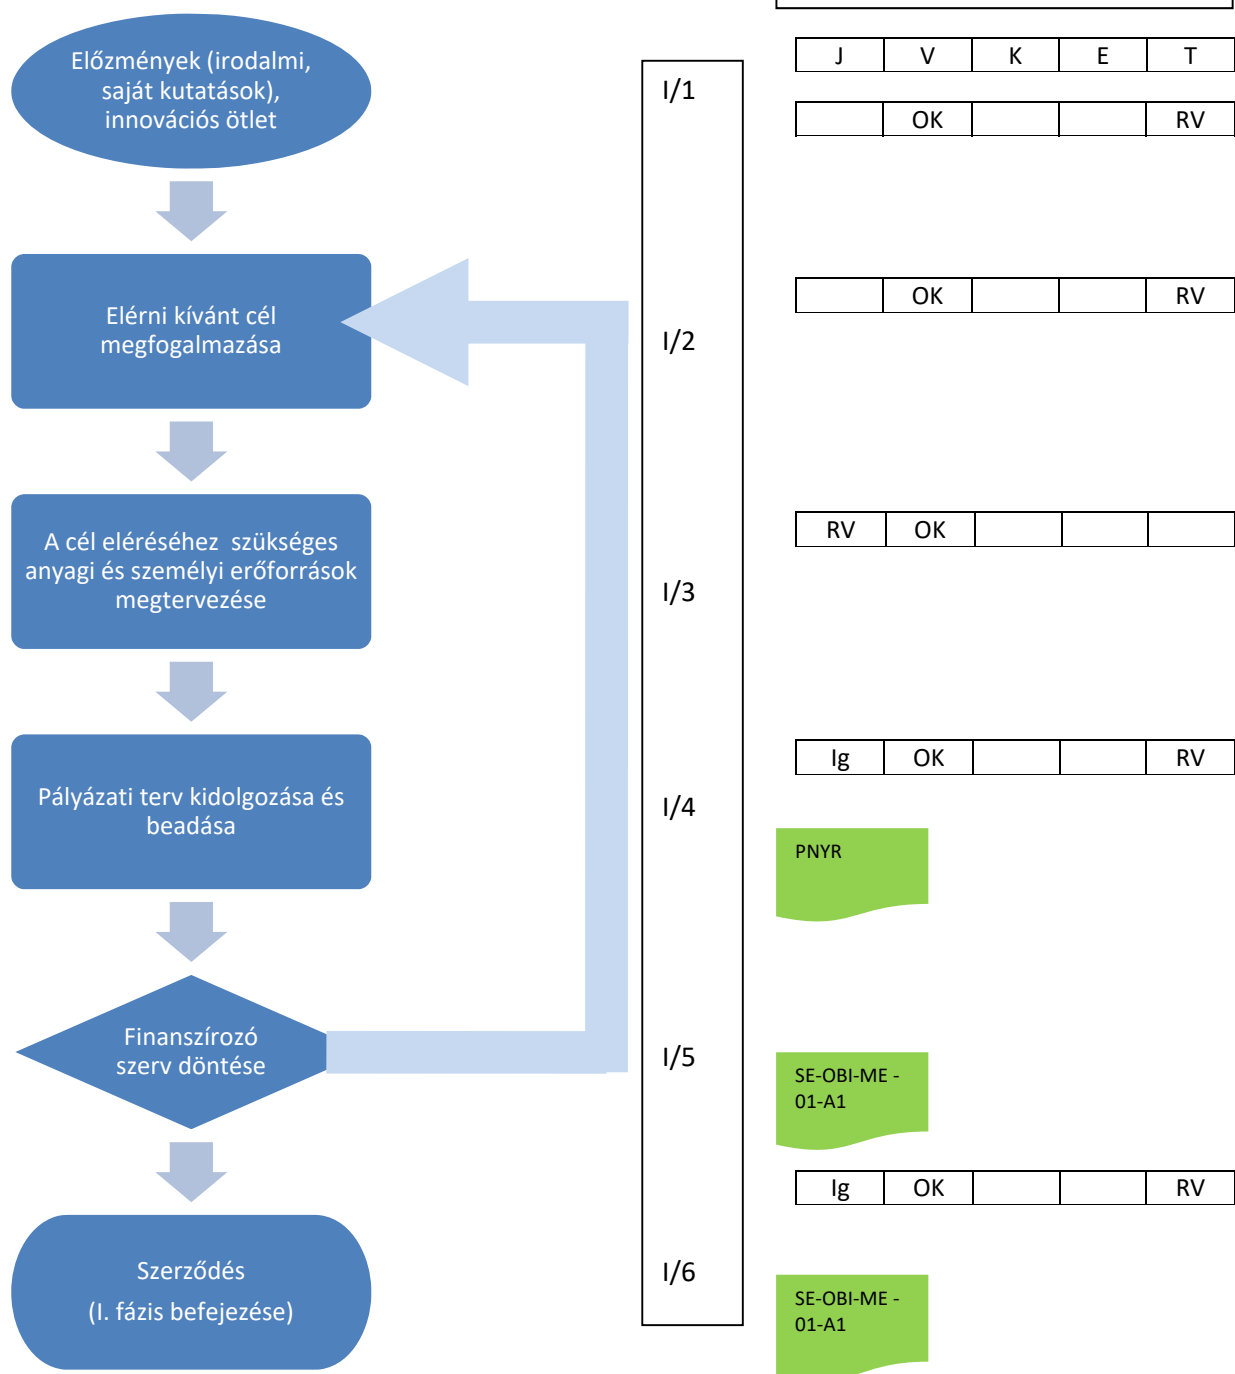 Előzmények (irodalmi,
saját kutatások),
innovációs ötlet
Elérni kívánt cél
megfogalmazása
A cél eléréséhez  szükséges
anyagi és személyi erőforrások
megtervezése
Pályázati terv kidolgozása és
beadása
Finanszírozó
szerv döntése
Szerződés
(I. fázis befejezése)
I/1
I/2
I/3
I/4
I/5
I/6
J V K E T
OK RV
OK RV
RV OK
Ig OK RV
PNYR
SE-OBI-ME -
01-A1
Ig OK RV
SE-OBI-ME -
01-A1